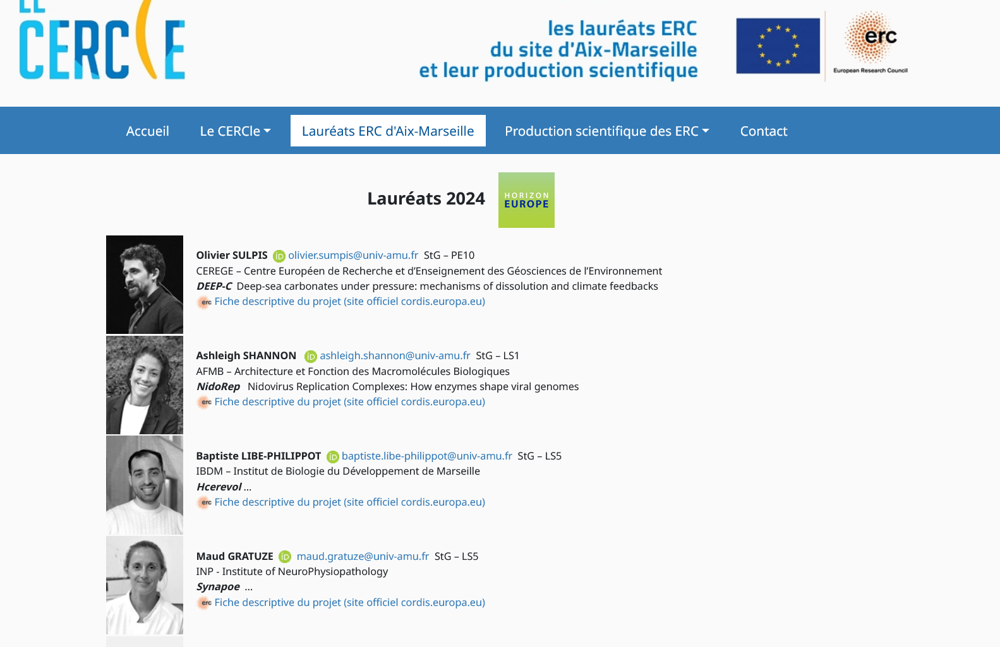 LE
CERCLE
les lauréats ERC
du site d'Aix-Marseille
et leur production scientifique
erc
European Research Council
Accueil
Le CERCle
Lauréats ERC d'Aix-Marseille
Production scientifique des ERC
Contact
Lauréats 2024
HORIZON
EUROPE
Olivier SULPIS iD olivier.sumpis@univ-amu.fr StG – PE10
CEREGE – Centre Européen de Recherche et d’Enseignement des Géosciences de l’Environnement
DEEP-C Deep-sea carbonates under pressure: mechanisms of dissolution and climate feedbacks
erc Fiche descriptive du projet (site officiel cordis.europa.eu)
Ashleigh SHANNON iD ashleigh.shannon@univ-amu.fr StG – LS1
AFMB – Architecture et Fonction des Macromolécules Biologiques
NidoRep Nidovirus Replication Complexes: How enzymes shape viral genomes
erc Fiche descriptive du projet (site officiel cordis.europa.eu)
Baptiste LIBE-PHILIPPOT iD baptiste.libe-philippot@univ-amu.fr StG – LS5
IBDM – Institut de Biologie du Développement de Marseille
Hcerevol ...
erc Fiche descriptive du projet (site officiel cordis.europa.eu)
Maud GRATUZE iD maud.gratuze@univ-amu.fr StG – LS5
INP - Institute of NeuroPhysiopathology
Synapoe ...
erc Fiche descriptive du projet (site officiel cordis.europa.eu)